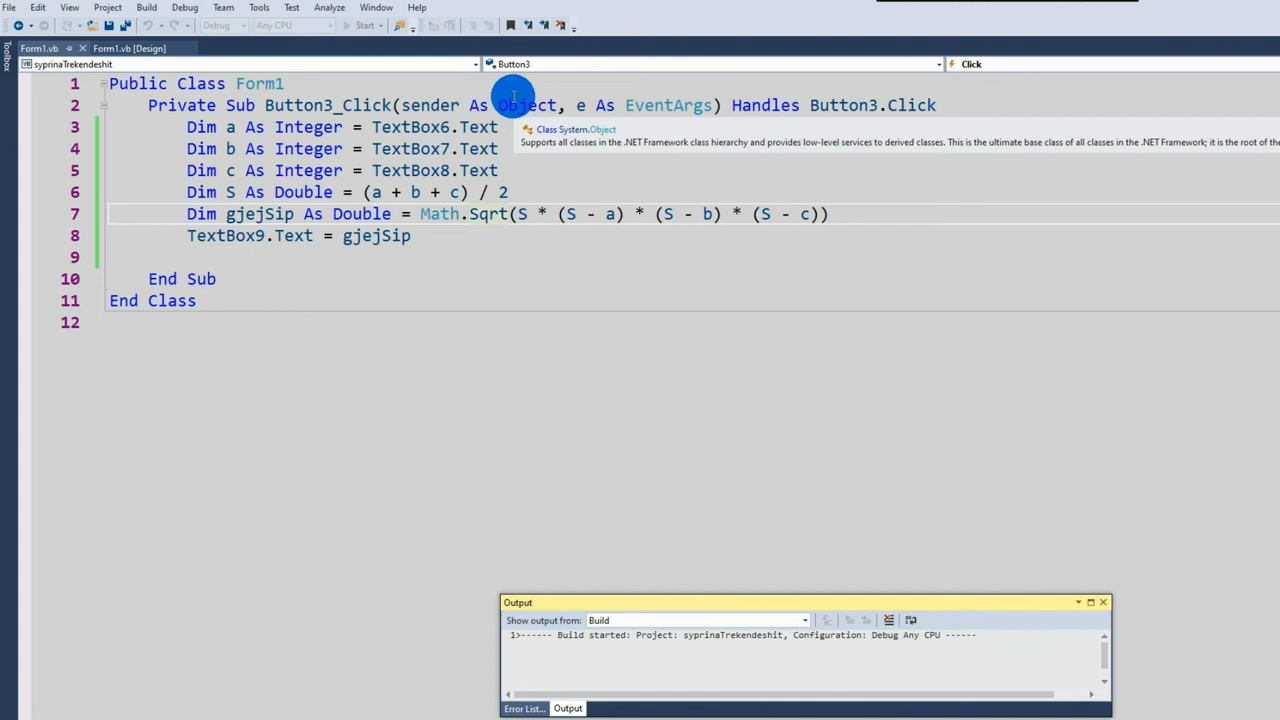 File Edit View Project Build Debug Team Tools Test Analyze Window Help
Debug Any CPU Start
Toolbox
Form1.vb Form1.vb [Design]
syprinaTrekendeshit Button3 Click
1 Public Class Form1
2 Private Sub Button3_Click(sender As Object, e As EventArgs) Handles Button3.Click
3 Dim a As Integer = TextBox6.Text
Class System.Object
4 Dim b As Integer = TextBox7.Text
Supports all classes in the .NET Framework class hierarchy and provides low-level services to derived classes. This is the ultimate base class of all classes in the .NET Framework; it is the root of the
5 Dim c As Integer = TextBox8.Text
6 Dim S As Double = (a + b + c) / 2
7 Dim gjejSip As Double = Math.Sqrt(S * (S - a) * (S - b) * (S - c))
8 TextBox9.Text = gjejSip
9
10 End Sub
11 End Class
12
Output
Show output from: Build
1>------ Build started: Project: syprinaTrekendeshit, Configuration: Debug Any CPU ------
Error List... Output